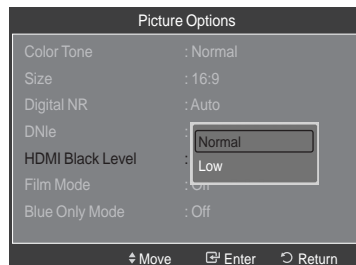 Picture Options
Color Tone : Normal
Size : 16:9
Digital NR : Auto
DNIe :
Normal
HDMI Black Level :
Low
Film Mode : Off
Blue Only Mode : Off
Move Enter Return